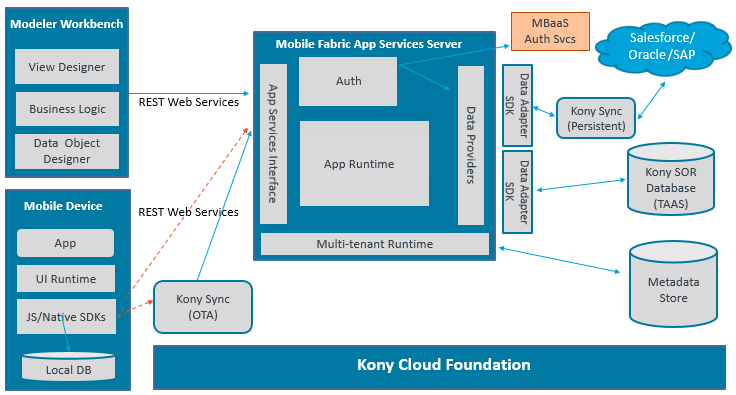 Modeler Workbench
View Designer
Business Logic
Data Object
Designer
Mobile Device
App
UI Runtime
JS/Native SDKs
Local DB
REST Web Services
REST Web Services
Kony Sync
(OTA)
Mobile Fabric App Services Server
App Services Interface
Auth
App Runtime
Data Providers
Multi-tenant Runtime
MBaaS
Auth Svcs
Salesforce/
Oracle/SAP
Data Adapter
SDK
Kony Sync
(Persistent)
Data Adapter
SDK
Kony SOR
Database
(TAAS)
Metadata
Store
Kony Cloud Foundation